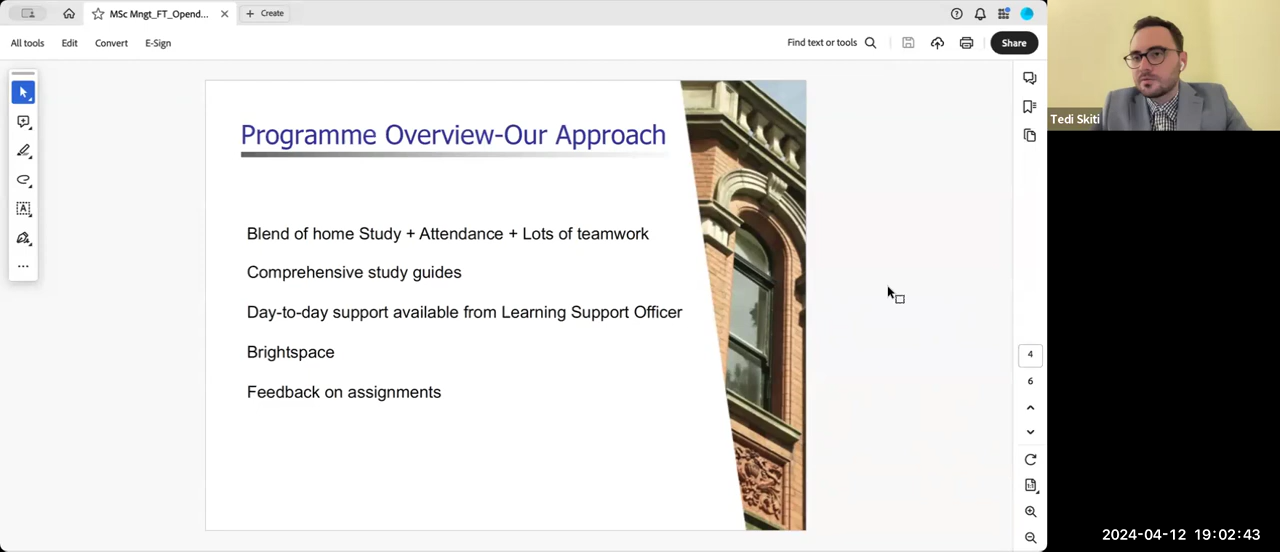 MSc Mngt_FT_Opend...
Create
All tools
Edit
Convert
E-Sign
Find text or tools
Share
Programme Overview-Our Approach
Blend of home Study + Attendance + Lots of teamwork
Comprehensive study guides
Day-to-day support available from Learning Support Officer
Brightspace
Feedback on assignments
4
6
Tedi Skiti
2024-04-12 19:02:43